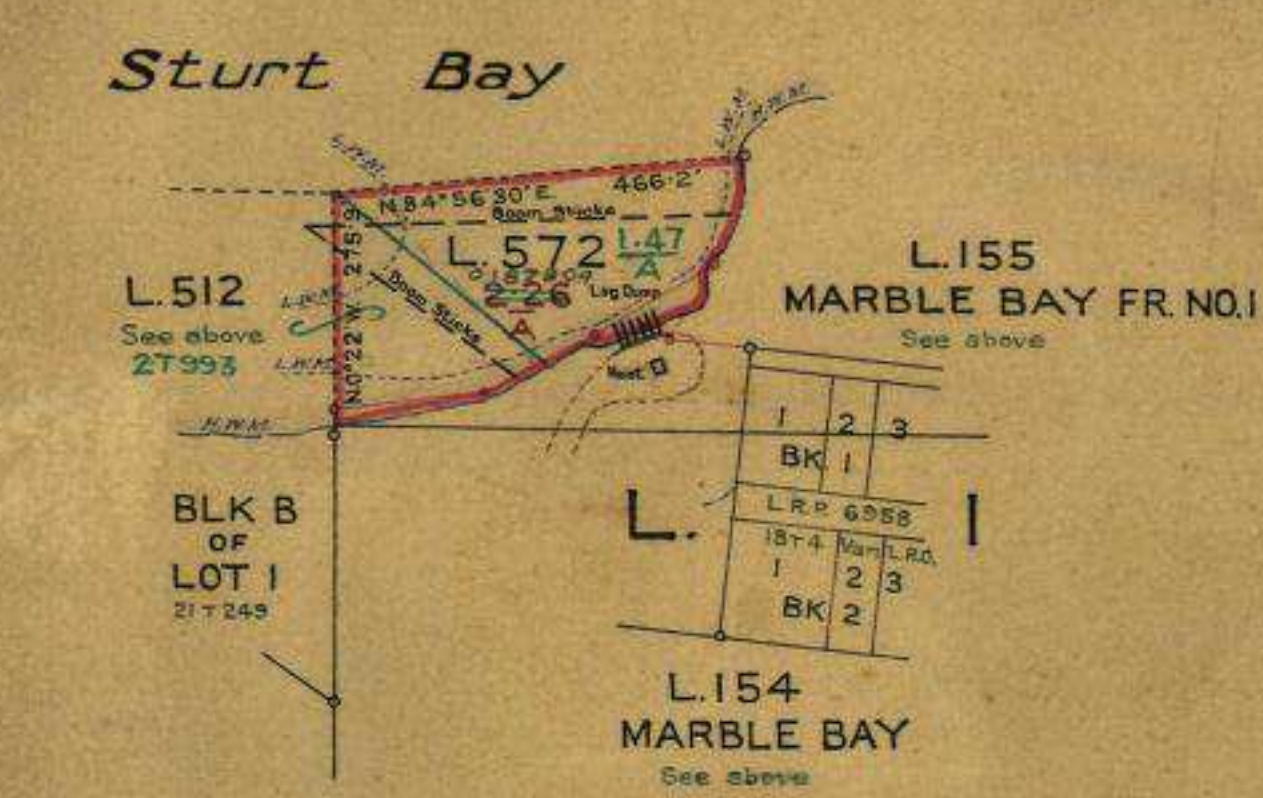 Sturt Bay
L.W.M.
H.W.M.
L.W.M.
N.84°56'30"E. 466·2'
Boom Sticks
L.572 1.47
A
2·26
A
Log Dump
Boom Sticks
N.0°22'W. 275·9'
L.512
See above
2T993
L.W.M.
L.W.M.
H.W.M.
L.155
MARBLE BAY FR. NO.1
See above
1 2 3
BK 1
L.R.P. 6958
18T4 Van L.R.O.
1 2 3
BK 2
L. 1
BLK B
OF
LOT 1
21T249
L.154
MARBLE BAY
See above